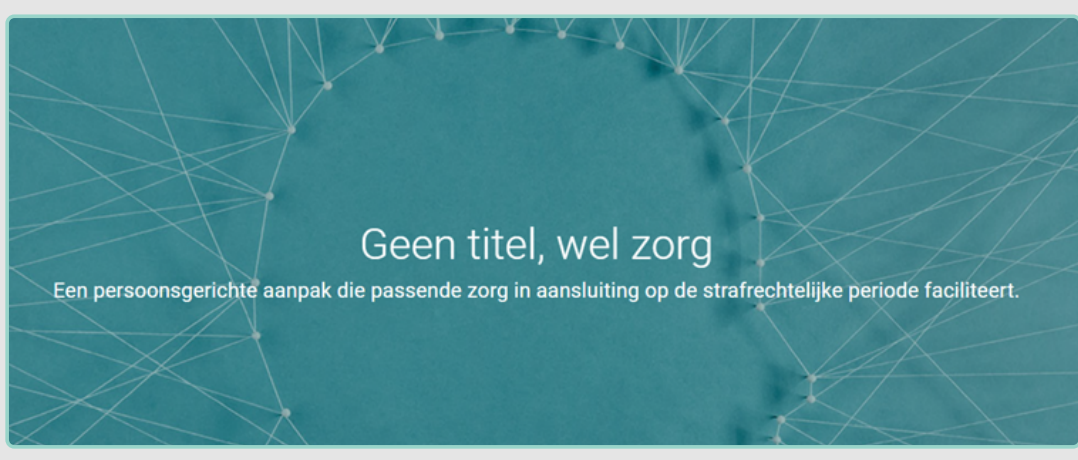 Geen titel, wel zorg
Een persoonsgerichte aanpak die passende zorg in aansluiting op de strafrechtelijke periode faciliteert.